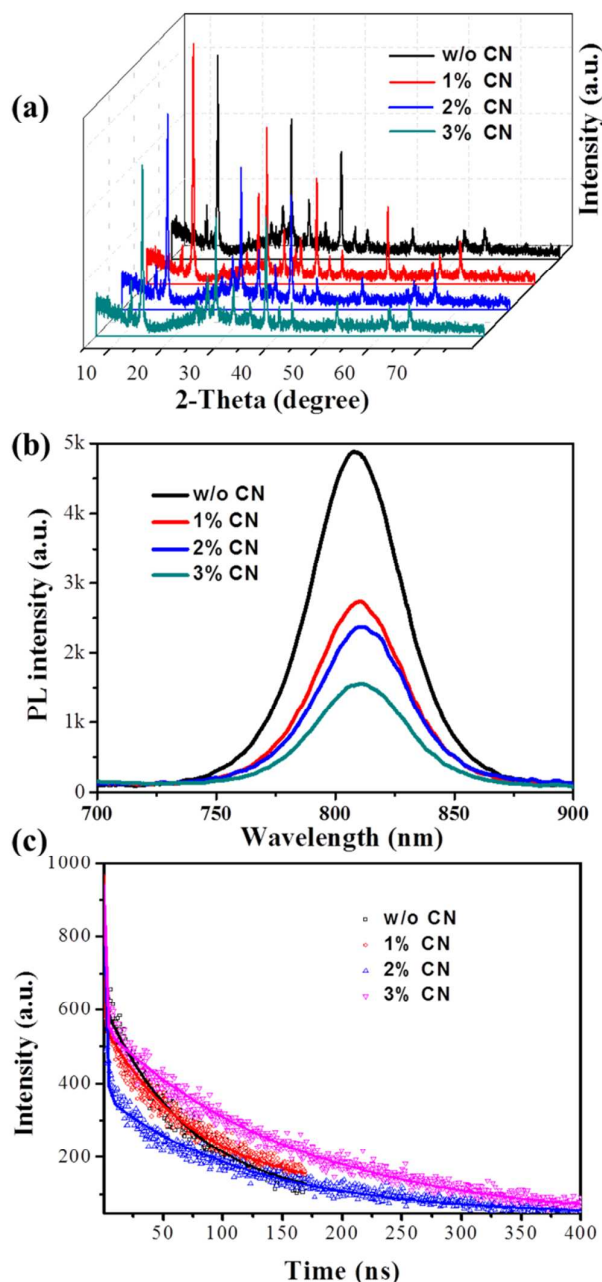 (a)
w/o CN
1% CN
2% CN
3% CN
Intensity (a.u.)
10 20 30 40 50 60 70
2-Theta (degree)
(b)
5k
4k
3k
2k
1k
0
w/o CN
1% CN
2% CN
3% CN
PL intensity (a.u.)
700 750 800 850 900
Wavelength (nm)
(c)
1000
800
600
400
200
w/o CN
1% CN
2% CN
3% CN
Intensity (a.u.)
50 100 150 200 250 300 350 400
Time (ns)